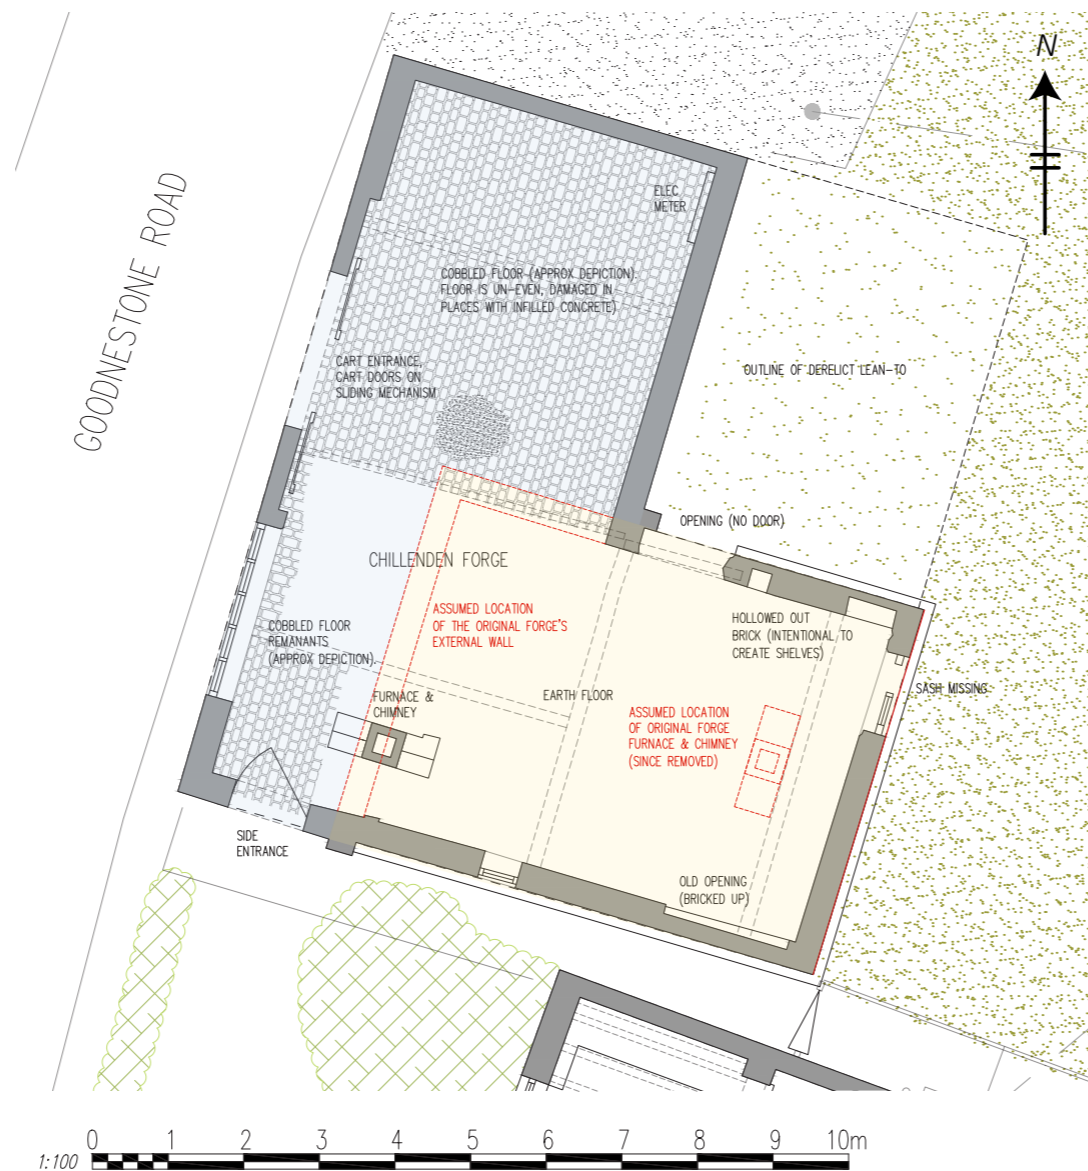 N
GOODNESTONE ROAD
ELEC
METER
COBBLED FLOOR (APPROX DEPICTION).
FLOOR IS UN-EVEN, DAMAGED IN
PLACES WITH INFILLED CONCRETE)
CART ENTRANCE,
CART DOORS ON
SLIDING MECHANISM
OUTLINE OF DERELICT LEAN-TO
OPENING (NO DOOR)
CHILLENDEN FORGE
ASSUMED LOCATION
OF THE ORIGINAL FORGE'S
EXTERNAL WALL
HOLLOWED OUT
BRICK (INTENTIONAL TO
CREATE SHELVES)
COBBLED FLOOR
REMANANTS
(APPROX DEPICTION).
FURNACE &
CHIMNEY
EARTH FLOOR
SASH MISSING
ASSUMED LOCATION
OF ORIGINAL FORGE
FURNACE & CHIMNEY
(SINCE REMOVED)
SIDE
ENTRANCE
OLD OPENING
(BRICKED UP)
0 1 2 3 4 5 6 7 8 9 10m
1:100